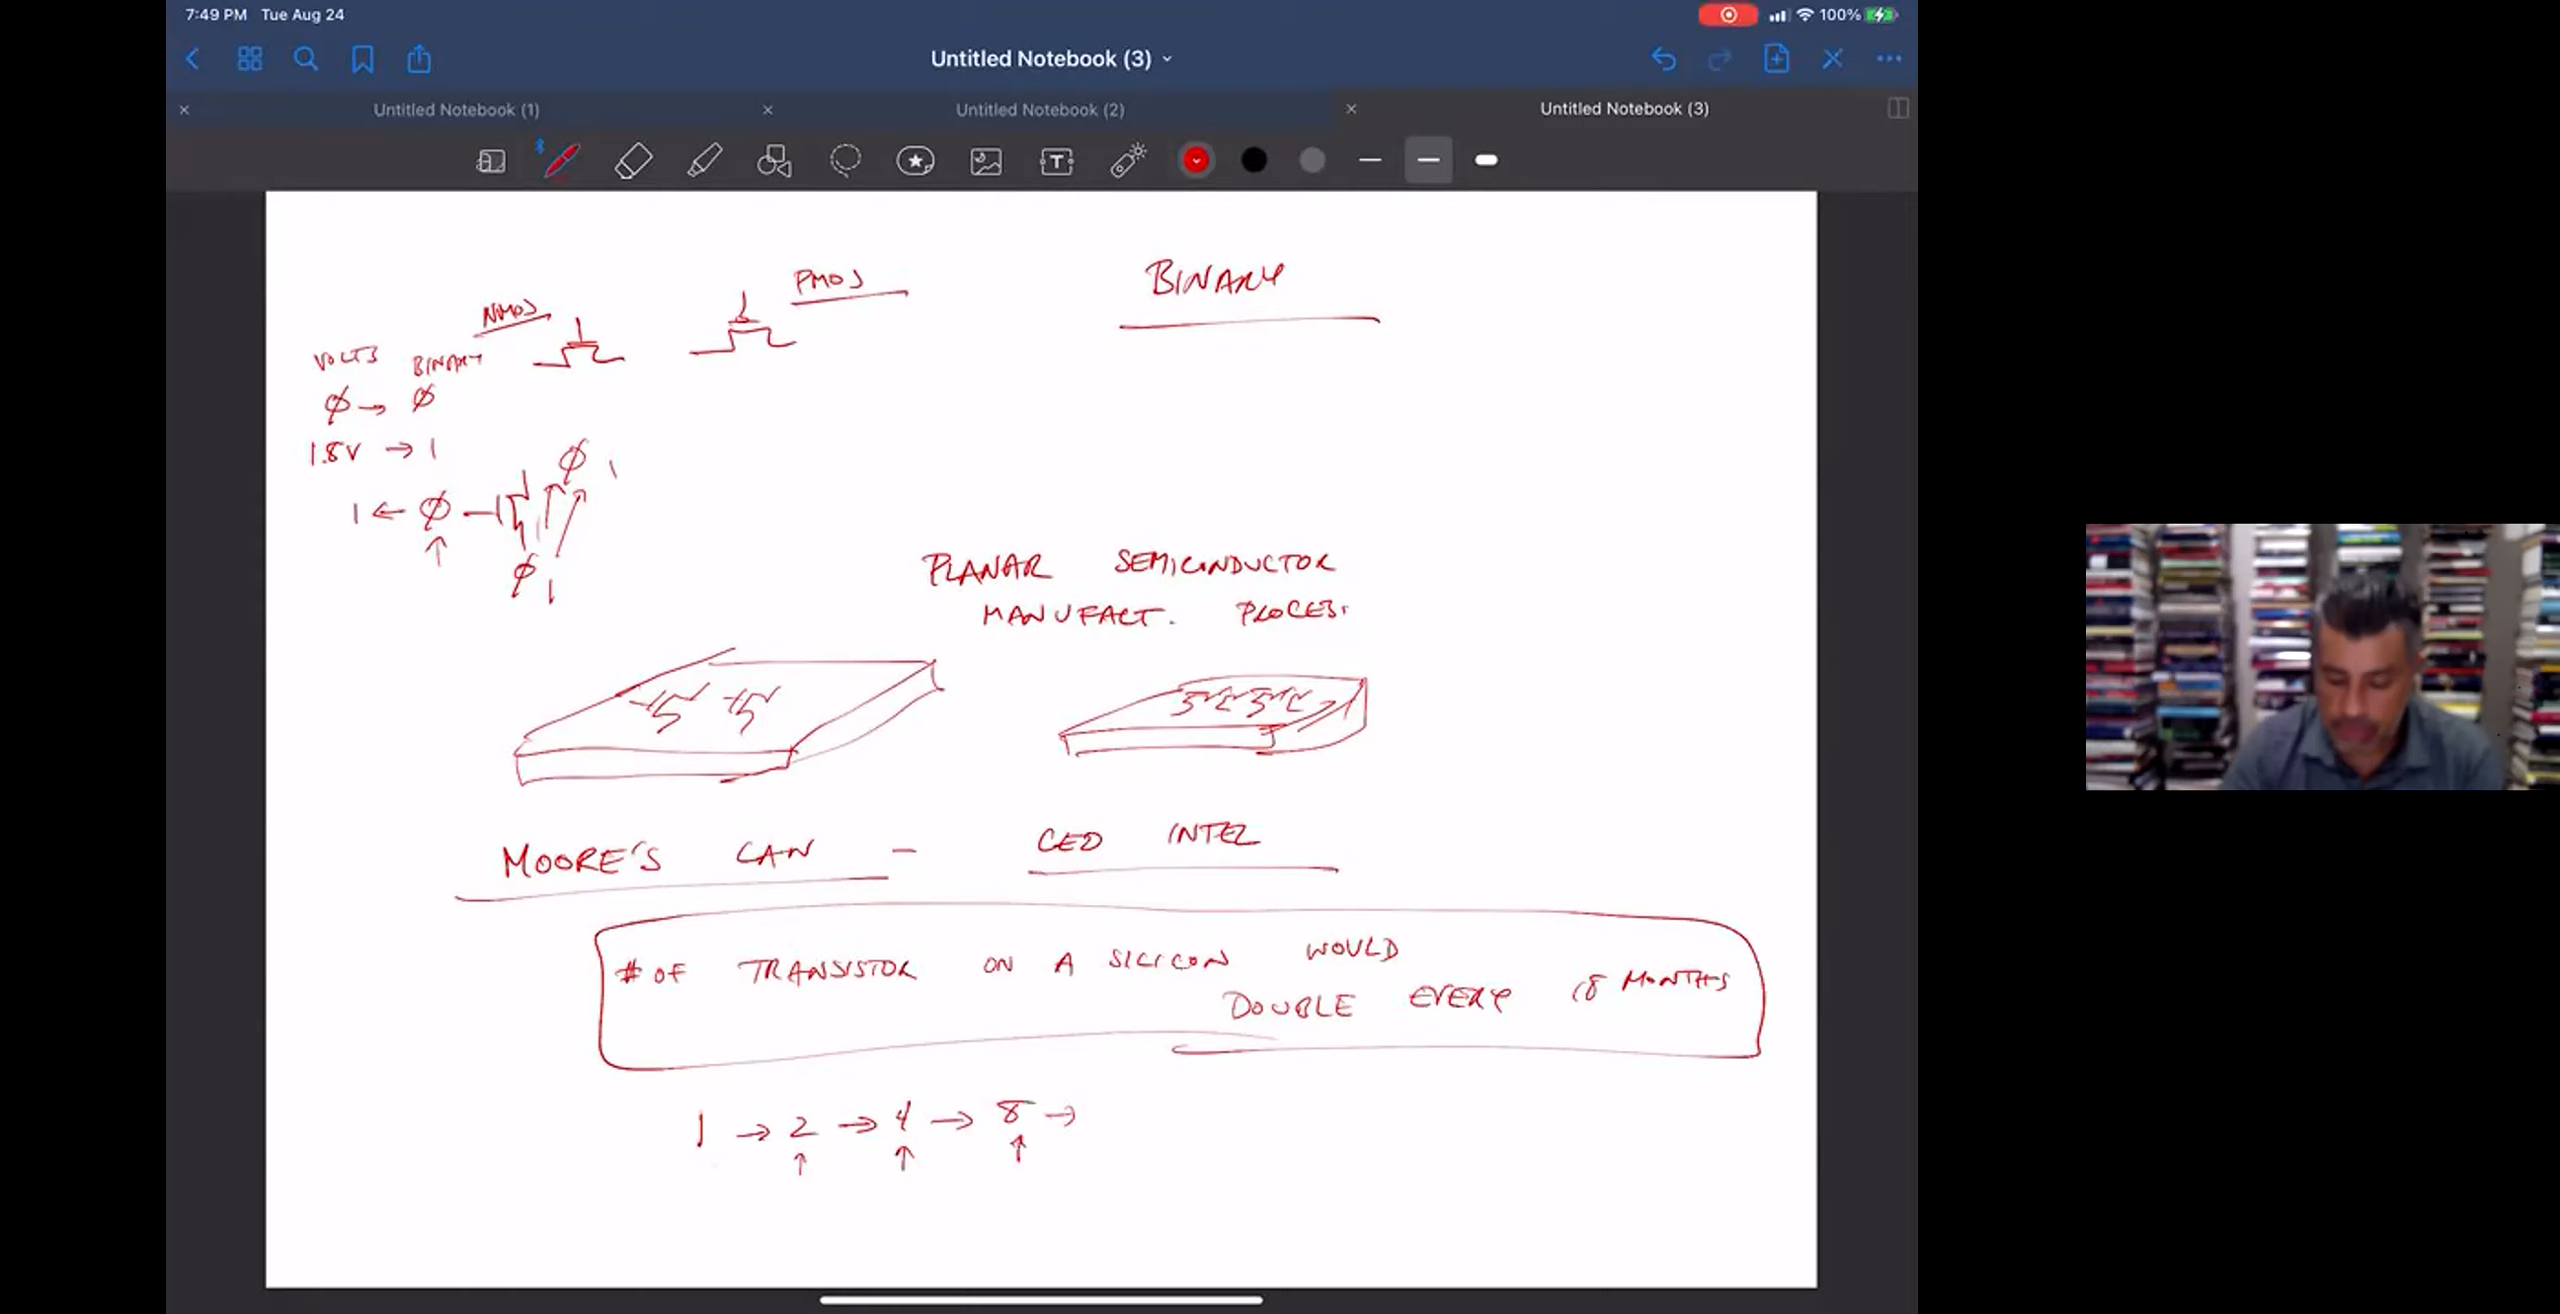 7:49 PM Tue Aug 24
100%
Untitled Notebook (3)
Untitled Notebook (1)
Untitled Notebook (2)
Untitled Notebook (3)
T
NMOS
PMOS
BINARY
VOLTS BINARY
∅ → ∅
1.8V → 1
∅ 1
1 ← ∅
∅ 1
PLANAR SEMICONDUCTOR
MANUFACT. PROCESS
MOORE'S LAW - CEO INTEL
# OF TRANSISTOR ON A SILICON WOULD
DOUBLE EVERY 18 MONTHS
1 → 2 → 4 → 8 →